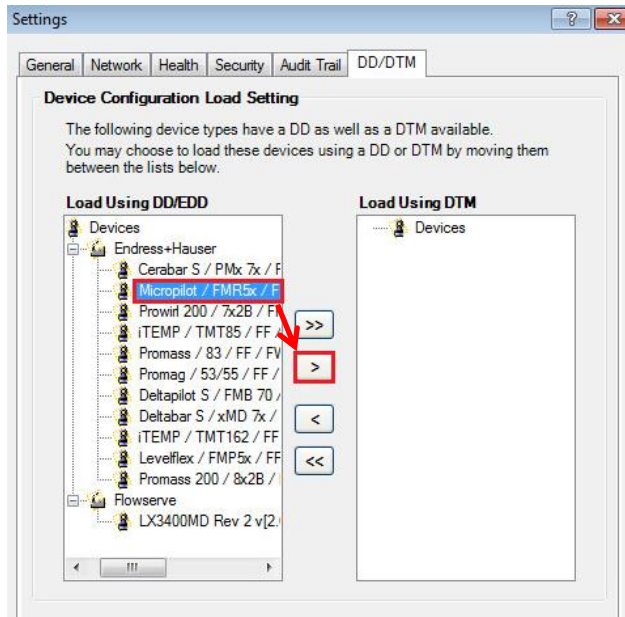 Settings
?
General Network Health Security Audit Trail DD/DTM
Device Configuration Load Setting
The following device types have a DD as well as a DTM available.
You may choose to load these devices using a DD or DTM by moving them
between the lists below.
Load Using DD/EDD
Devices
Endress+Hauser
Cerabar S / PMx 7x / F
Micropilot / FMR5x / F
Prowirl 200 / 7x2B / FF
iTEMP / TMT85 / FF /
Promass / 83 / FF / FW
Promag / 53/55 / FF /
Deltapilot S / FMB 70 /
Deltabar S / xMD 7x /
iTEMP / TMT162 / FF
Levelflex / FMP5x / FF
Promass 200 / 8x2B /
Flowserve
LX3400MD Rev 2 v[2.
>>
>
<
<<
Load Using DTM
Devices